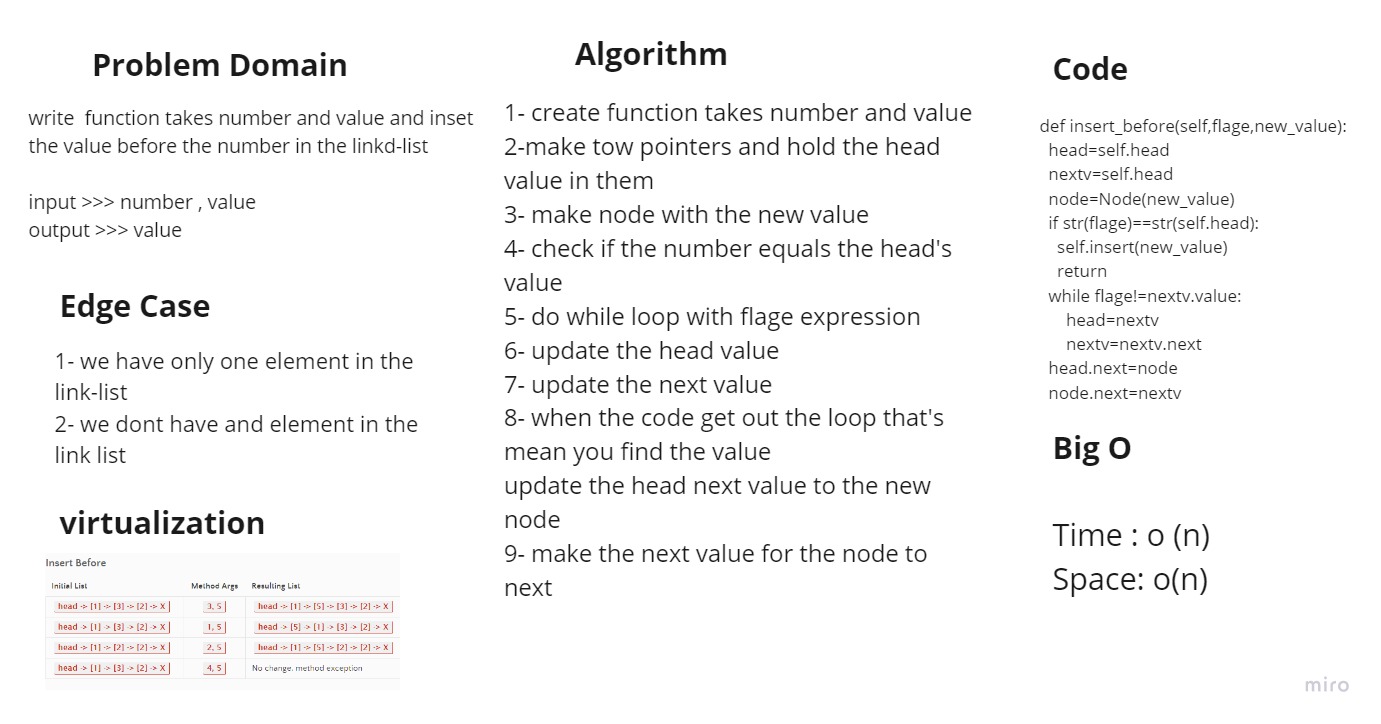 Problem Domain
write  function takes number and value and inset
the value before the number in the linkd-list
input >>> number , value
output >>> value
Edge Case
1- we have only one element in the
link-list
2- we dont have and element in the
link list
virtualization
Insert Before
Initial List Method Args Resulting List
head -> [1] -> [3] -> [2] -> X 3, 5 head -> [1] -> [5] -> [3] -> [2] -> X
head -> [1] -> [3] -> [2] -> X 1, 5 head -> [5] -> [1] -> [3] -> [2] -> X
head -> [1] -> [2] -> [2] -> X 2, 5 head -> [1] -> [5] -> [2] -> [2] -> X
head -> [1] -> [3] -> [2] -> X 4, 5 No change, method exception
Algorithm
1- create function takes number and value
2-make tow pointers and hold the head
value in them
3- make node with the new value
4- check if the number equals the head's
value
5- do while loop with flage expression
6- update the head value
7- update the next value
8- when the code get out the loop that's
mean you find the value
update the head next value to the new
node
9- make the next value for the node to
next
Code
def insert_before(self,flage,new_value):
head=self.head
nextv=self.head
node=Node(new_value)
if str(flage)==str(self.head):
self.insert(new_value)
return
while flage!=nextv.value:
head=nextv
nextv=nextv.next
head.next=node
node.next=nextv
Big O
Time : o (n)
Space: o(n)
miro